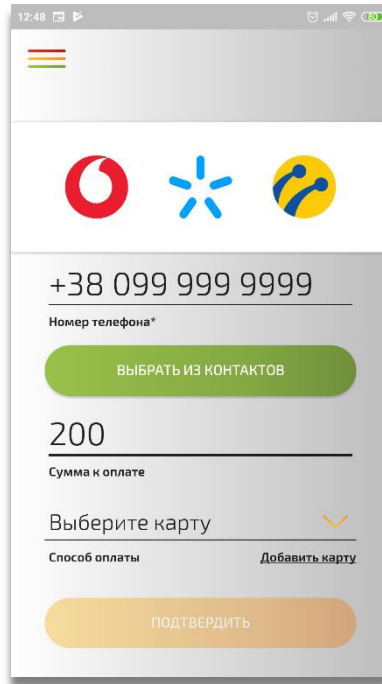 12:48
80
+38 099 999 9999
Номер телефона*
ВЫБРАТЬ ИЗ КОНТАКТОВ
200
Сумма к оплате
Выберите карту
Способ оплаты Добавить карту
ПОДТВЕРДИТЬ